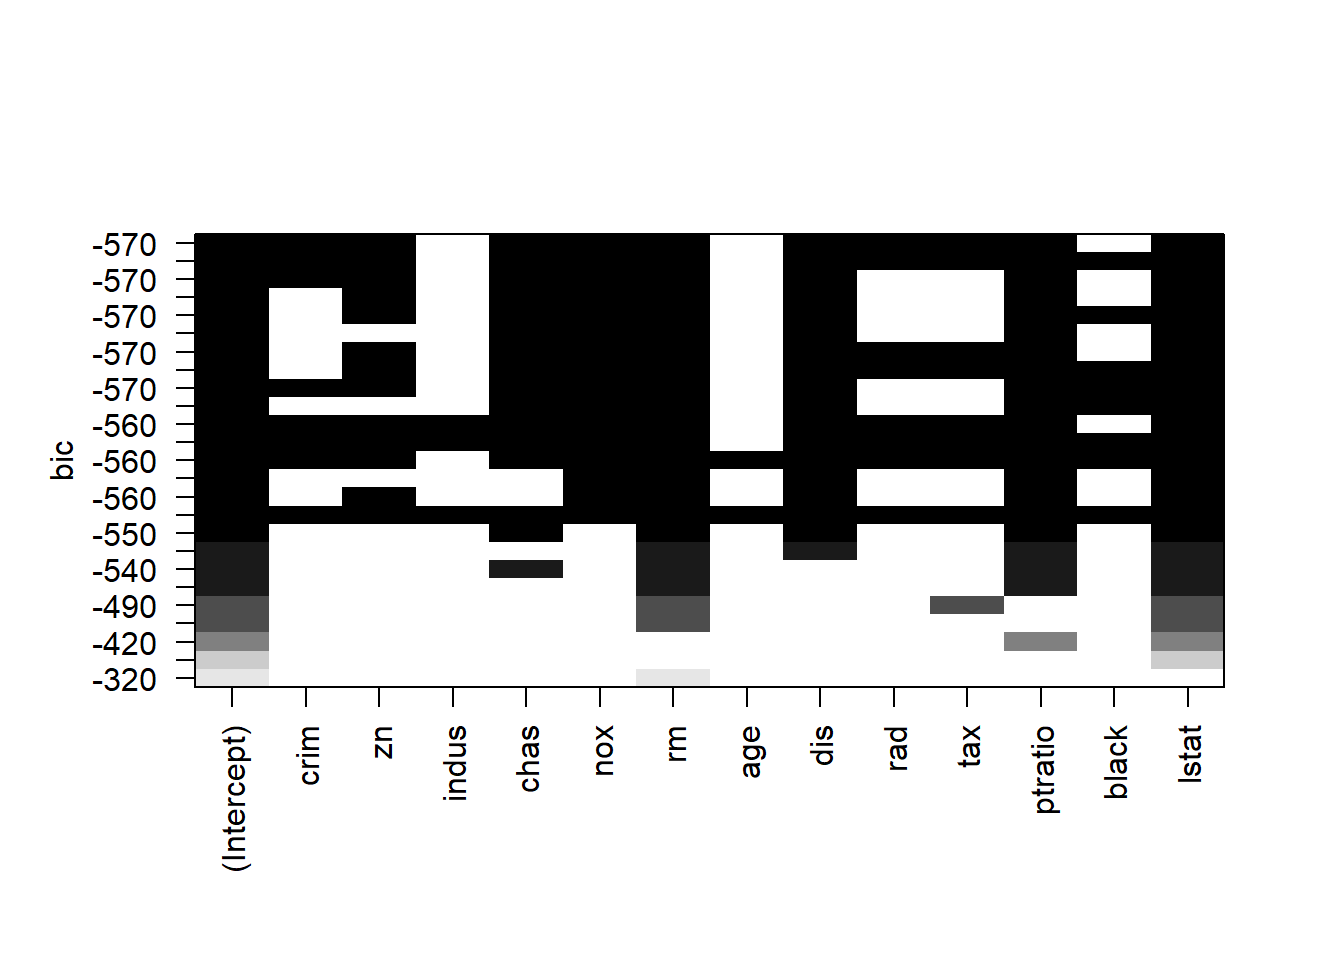 bic
-570
-570
-570
-570
-570
-560
-560
-560
-550
-540
-490
-420
-320
(Intercept)
crim
zn
indus
chas
nox
rm
age
dis
rad
tax
ptratio
black
lstat